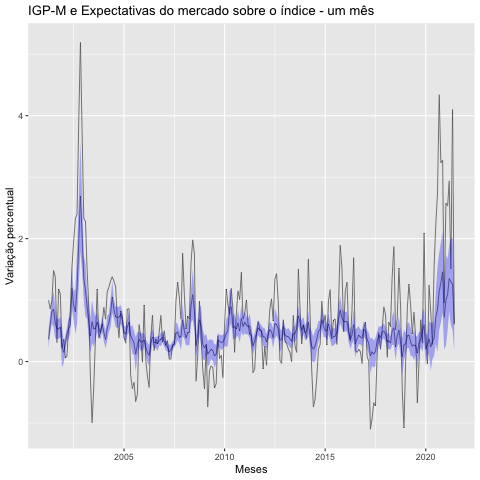 IGP-M e Expectativas do mercado sobre o índice - um mês
Variação percentual
4
2
0
2005
2010
2015
2020
Meses